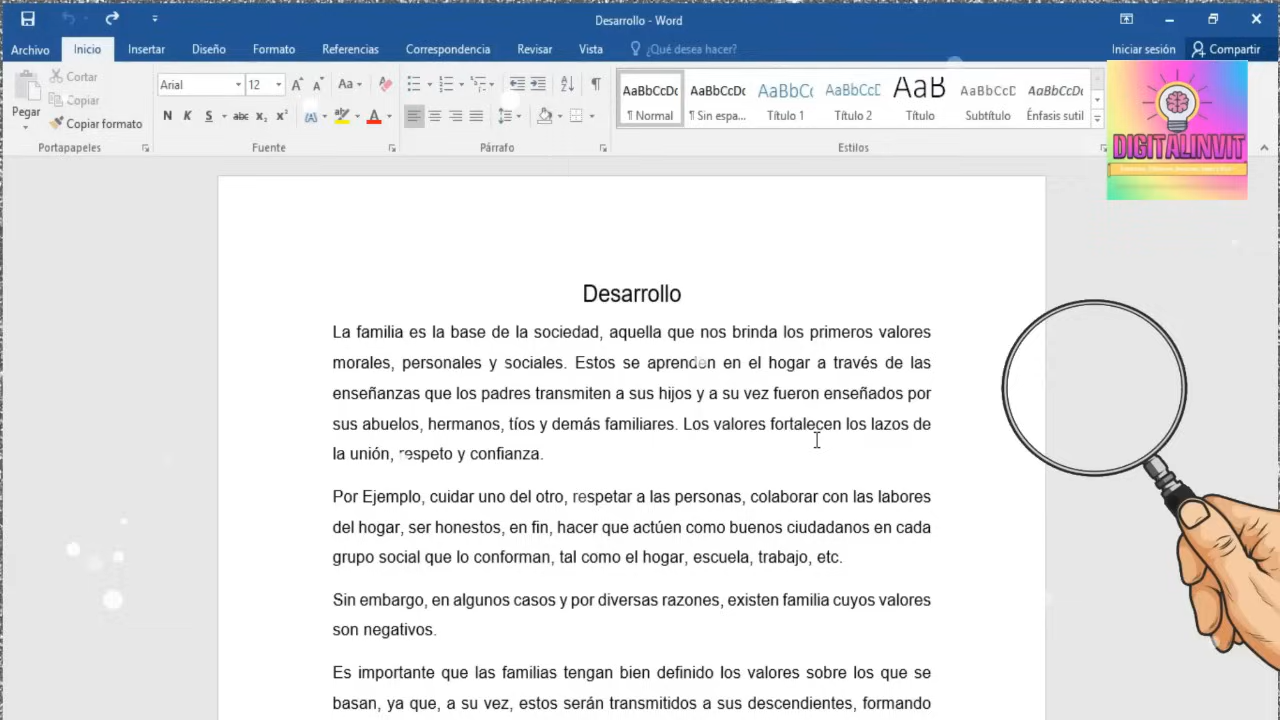 Desarrollo - Word
Archivo Inicio Insertar Diseño Formato Referencias Correspondencia Revisar Vista ¿Qué desea hacer? Iniciar sesión Compartir
Cortar
Copiar
Copiar formato
Pegar
Portapapeles
Arial 12 Aa
N K S abc x₂ x² A A
Fuente
Párrafo
AaBbCcDc AaBbCcDc AaBbCc AaBbCcD AaB AaBbCcD AaBbCcDc
¶ Normal ¶ Sin espa... Título 1 Título 2 Título Subtítulo Énfasis sutil
Estilos
DIGITALINVIT
Desarrollo
La familia es la base de la sociedad, aquella que nos brinda los primeros valores
morales, personales y sociales. Estos se aprenden en el hogar a través de las
enseñanzas que los padres transmiten a sus hijos y a su vez fueron enseñados por
sus abuelos, hermanos, tíos y demás familiares. Los valores fortalecen los lazos de
la unión, respeto y confianza.
Por Ejemplo, cuidar uno del otro, respetar a las personas, colaborar con las labores
del hogar, ser honestos, en fin, hacer que actúen como buenos ciudadanos en cada
grupo social que lo conforman, tal como el hogar, escuela, trabajo, etc.
Sin embargo, en algunos casos y por diversas razones, existen familia cuyos valores
son negativos.
Es importante que las familias tengan bien definido los valores sobre los que se
basan, ya que, a su vez, estos serán transmitidos a sus descendientes, formando